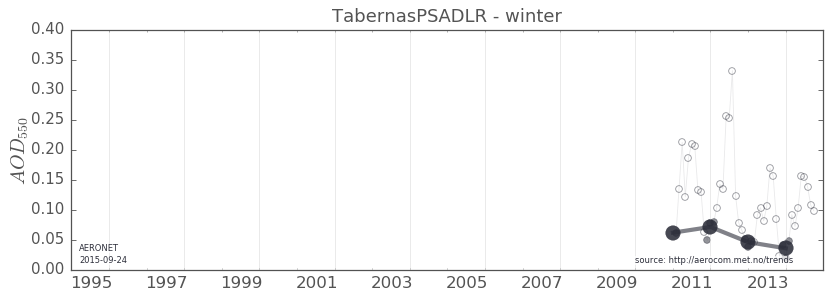 TabernasPSADLR - winter
0.40
0.35
0.30
0.25
0.20
0.15
0.10
0.05
0.00
AOD550
AERONET
2015-09-24
source: http://aerocom.met.no/trends
1995 1997 1999 2001 2003 2005 2007 2009 2011 2013